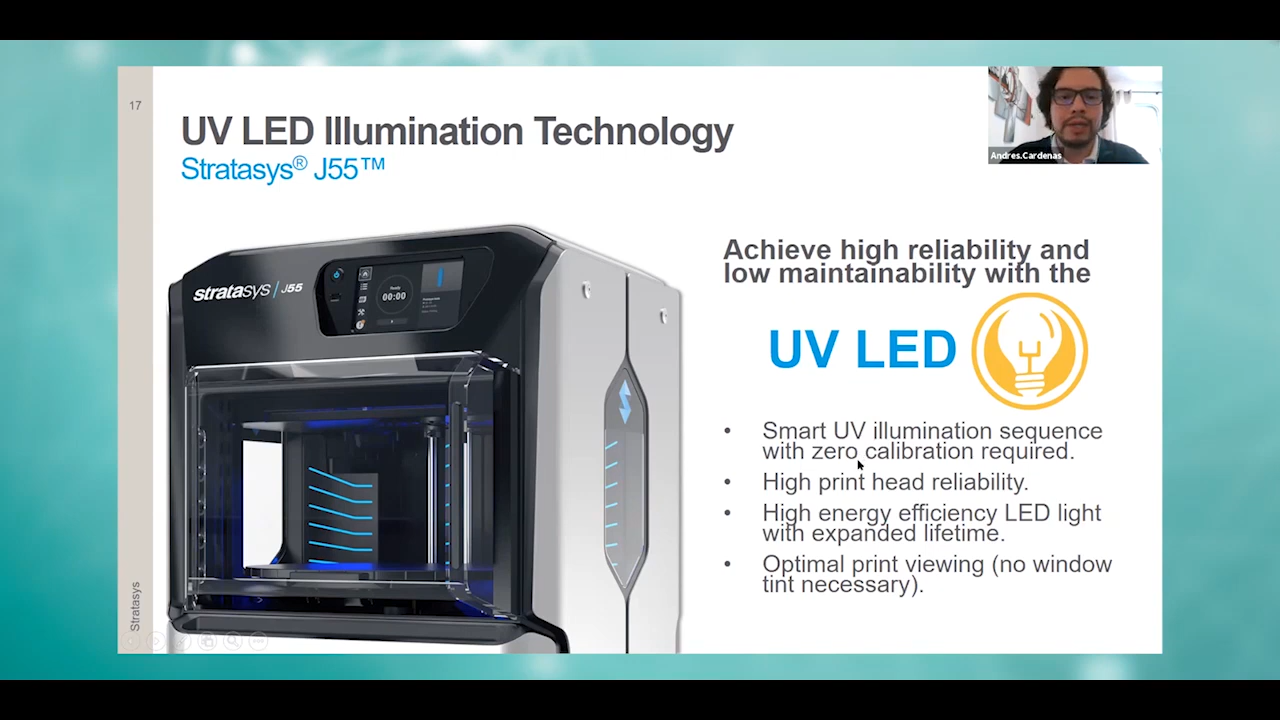 17
UV LED Illumination Technology
Stratasys® J55™
Andres.Cardenas
stratasys | J55
Ready
00:00
Achieve high reliability and
low maintainability with the
UV LED
• Smart UV illumination sequence
with zero calibration required.
• High print head reliability.
• High energy efficiency LED light
with expanded lifetime.
• Optimal print viewing (no window
tint necessary).
Stratasys